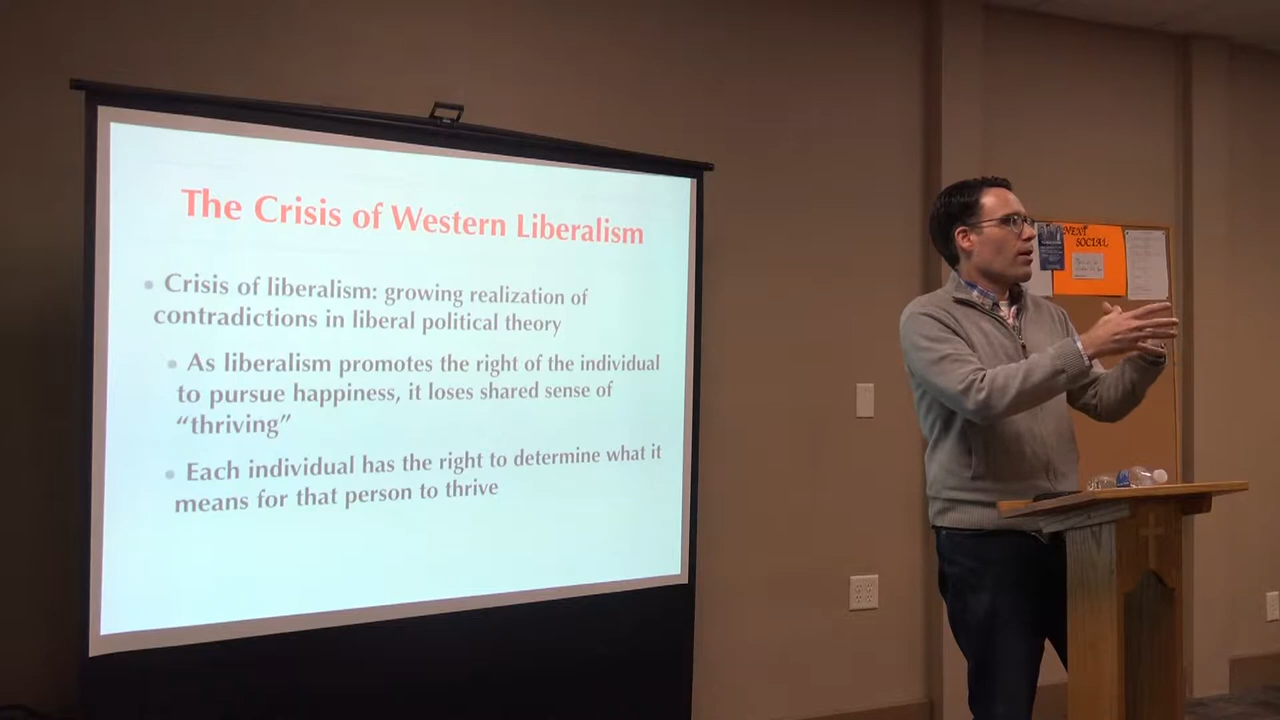 The Crisis of Western Liberalism
• Crisis of liberalism: growing realization of
contradictions in liberal political theory
• As liberalism promotes the right of the individual
to pursue happiness, it loses shared sense of
“thriving”
• Each individual has the right to determine what it
means for that person to thrive
NEXT
SOCIAL